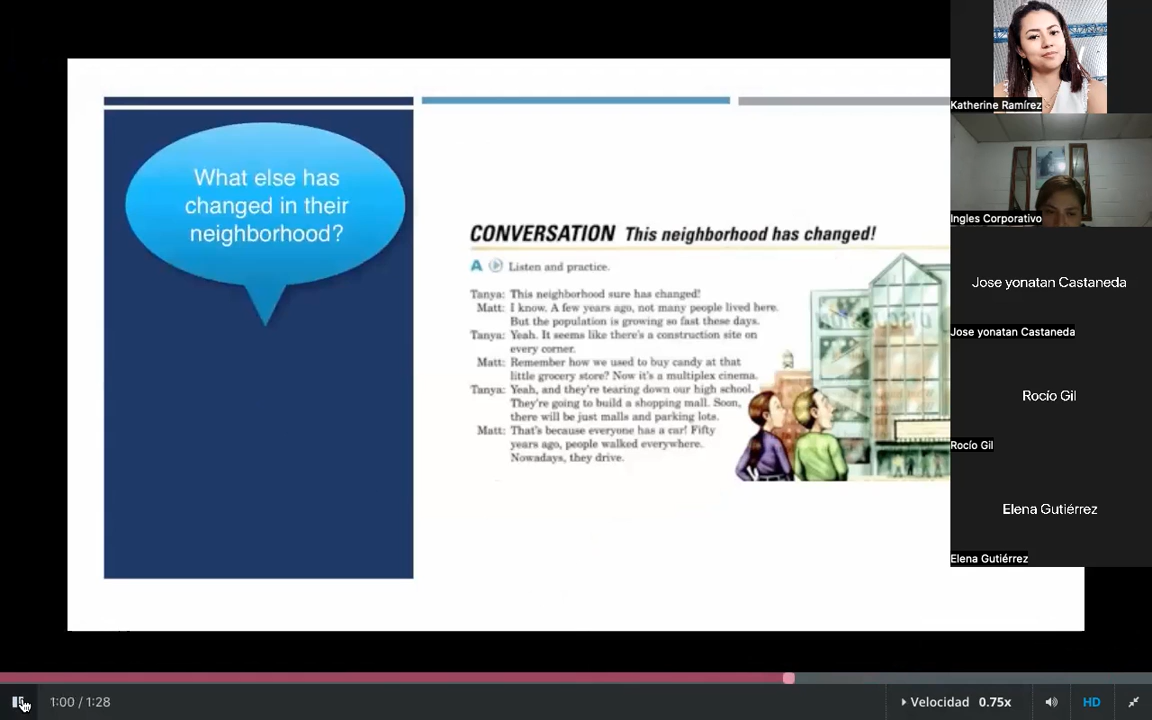 What else has
changed in their
neighborhood?
CONVERSATION This neighborhood has changed!
A Listen and practice.
Tanya: This neighborhood sure has changed!
Matt: I know. A few years ago, not many people lived here.
But the population is growing so fast these days.
Tanya: Yeah. It seems like there's a construction site on
every corner.
Matt: Remember how we used to buy candy at that
little grocery store? Now it's a multiplex cinema.
Tanya: Yeah, and they're tearing down our high school.
They're going to build a shopping mall. Soon,
there will be just malls and parking lots.
Matt: That's because everyone has a car! Fifty
years ago, people walked everywhere.
Nowadays, they drive.
Katherine Ramírez
Ingles Corporativo
Jose yonatan Castaneda
Jose yonatan Castaneda
Rocío Gil
Rocío Gil
Elena Gutiérrez
Elena Gutiérrez
1:00 / 1:28
Velocidad 0.75x
HD